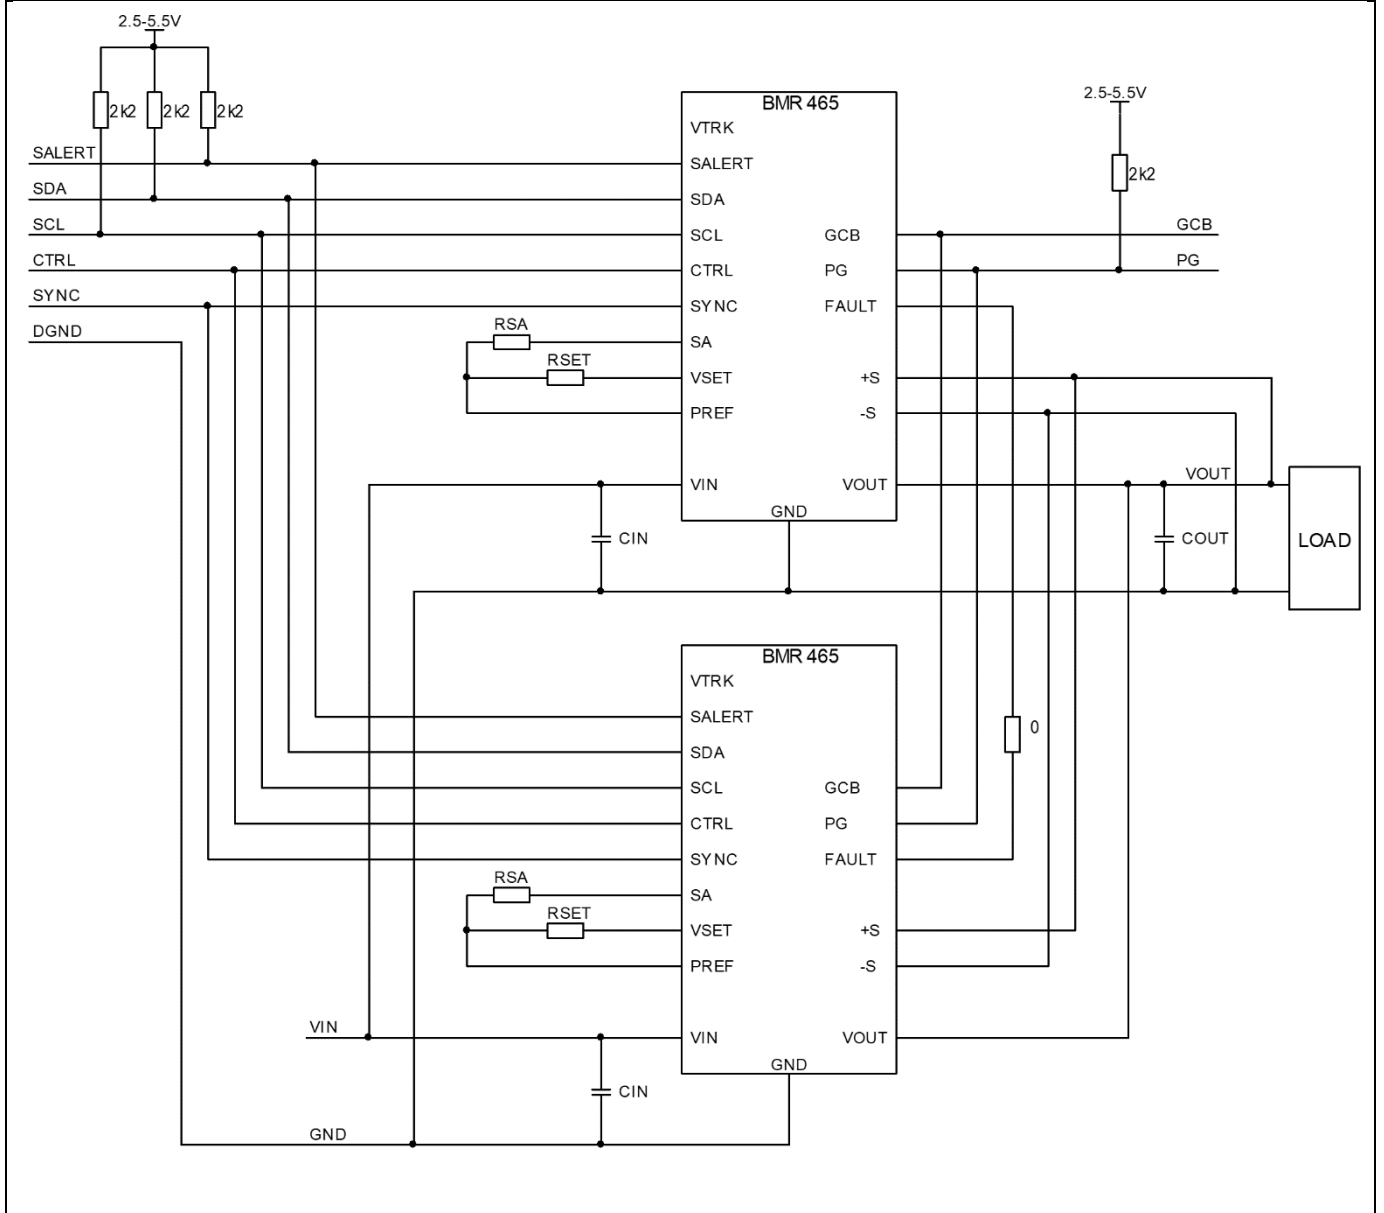 2.5-5.5V
2k2 2k2 2k2
SALERT
SDA
SCL
CTRL
SYNC
DGND
BMR 465
VTRK
SALERT
SDA
SCL
CTRL
SYNC
SA
VSET
PREF
VIN
GND
GCB
PG
FAULT
+S
-S
VOUT
RSA
RSET
CIN
2.5-5.5V
2k2
GCB
PG
VOUT
COUT
LOAD
BMR 465
VTRK
SALERT
SDA
SCL
CTRL
SYNC
SA
VSET
PREF
VIN
GND
GCB
PG
FAULT
+S
-S
VOUT
0
RSA
RSET
VIN
CIN
GND